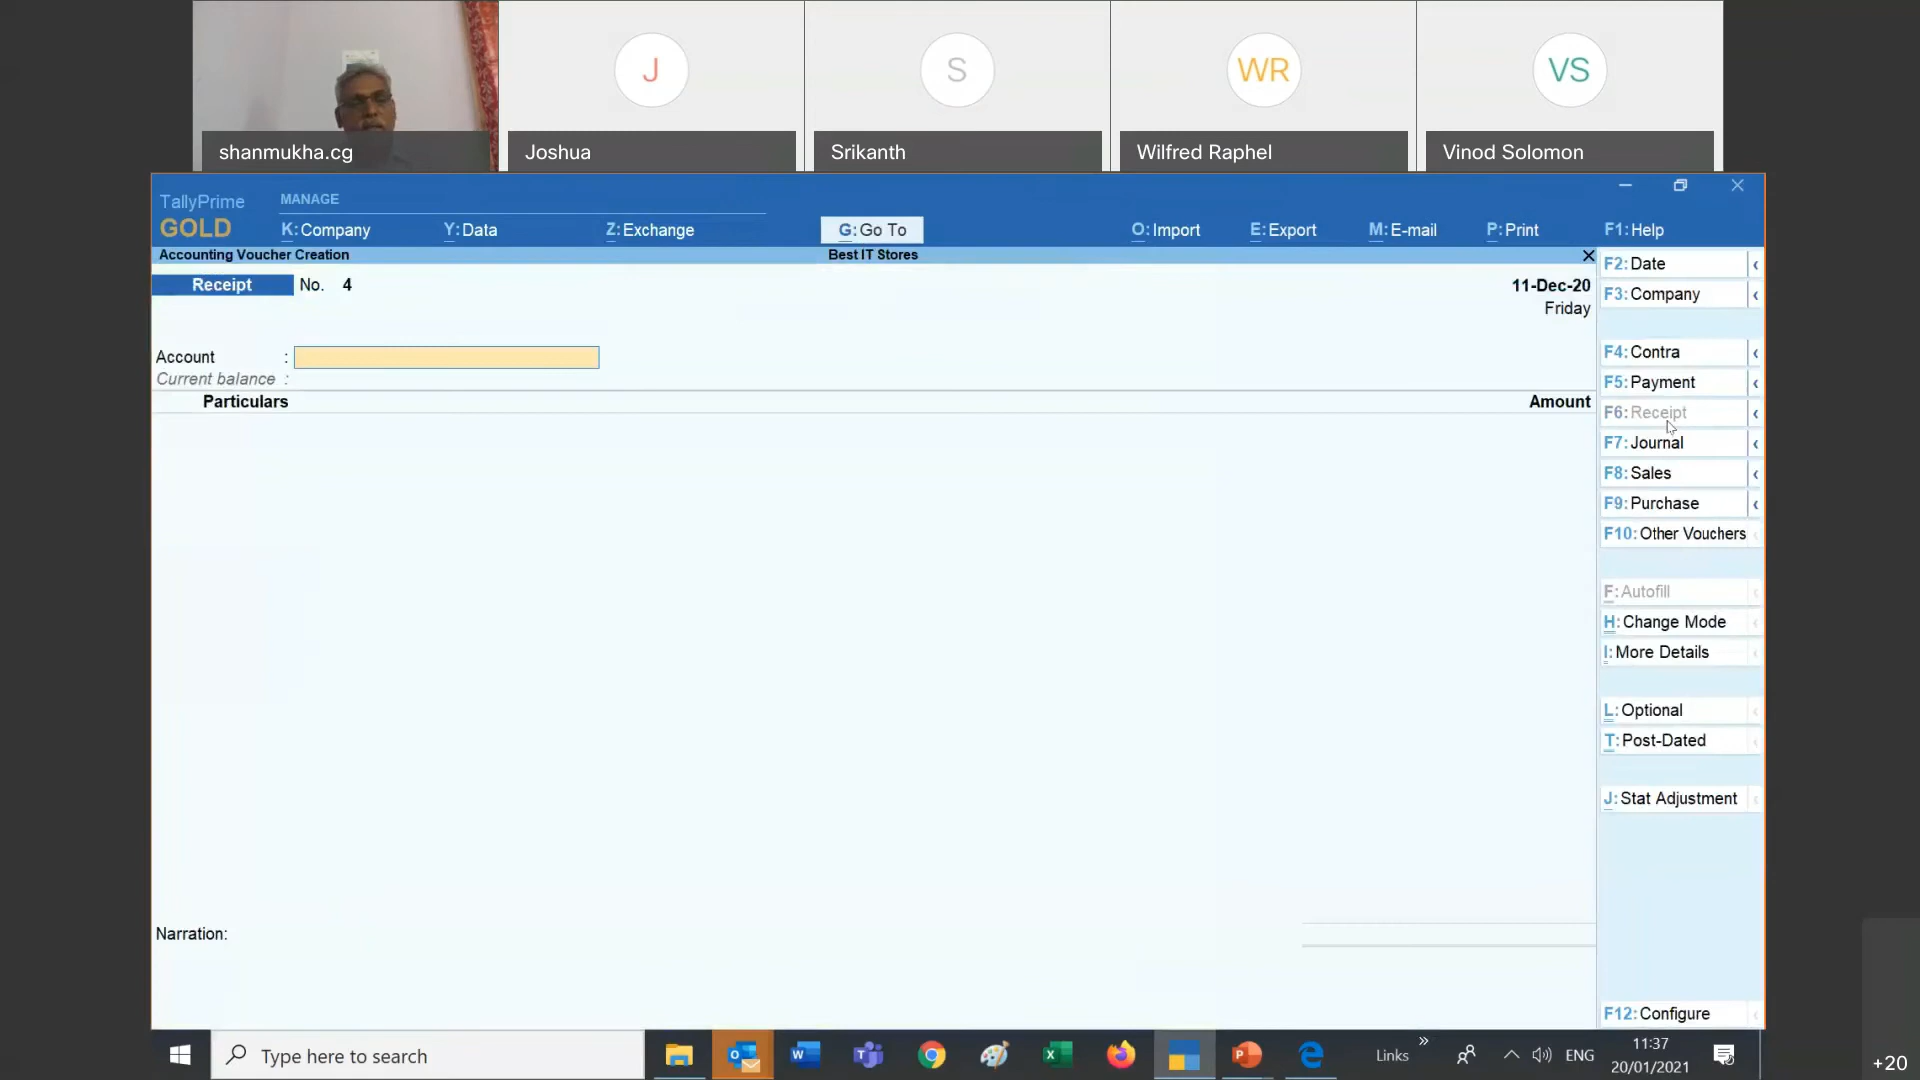 J
S
WR
VS
shanmukha.cg
Joshua
Srikanth
Wilfred Raphel
Vinod Solomon
TallyPrime
GOLD
MANAGE
K: Company
Y: Data
Z: Exchange
G: Go To
O: Import
E: Export
M: E-mail
P: Print
F1: Help
Accounting Voucher Creation
Best IT Stores
Receipt
No. 4
11-Dec-20
Friday
Account :
Current balance :
Particulars
Amount
Narration:
F2: Date
F3: Company
F4: Contra
F5: Payment
F6: Receipt
F7: Journal
F8: Sales
F9: Purchase
F10: Other Vouchers
F: Autofill
H: Change Mode
I: More Details
L: Optional
T: Post-Dated
J: Stat Adjustment
F12: Configure
Type here to search
Links
ENG
11:37
20/01/2021
+20